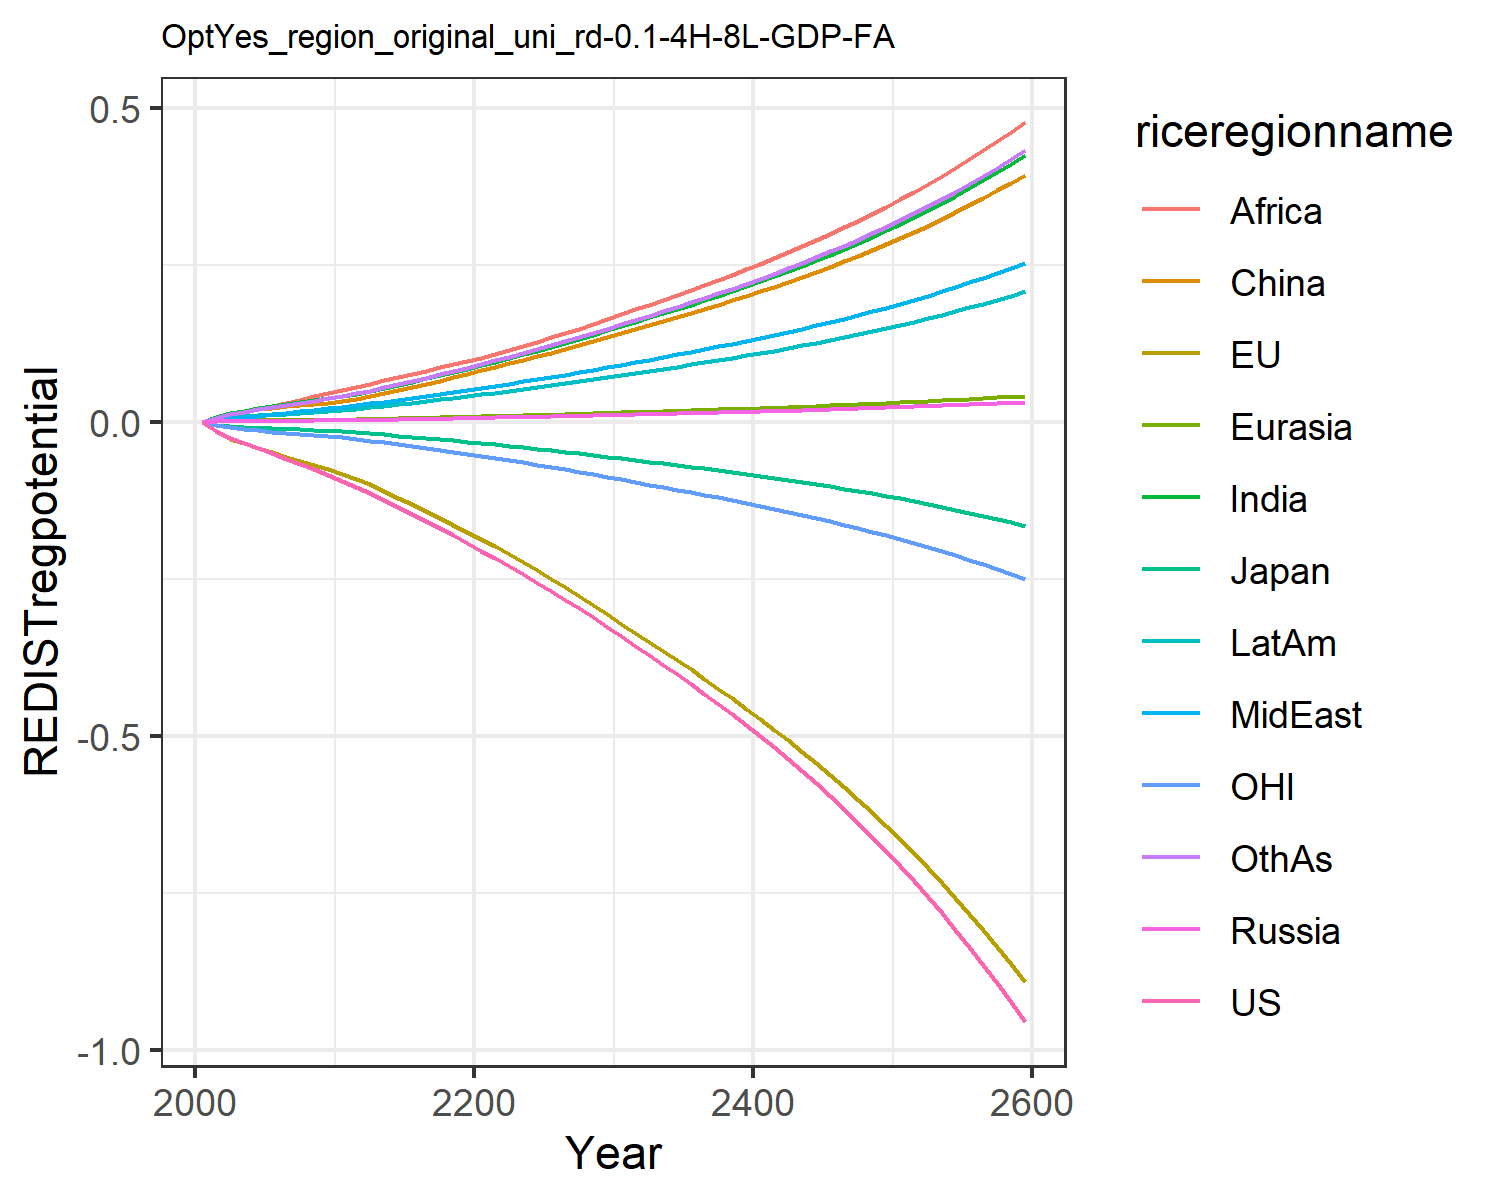 OptYes_region_original_uni_rd-0.1-4H-8L-GDP-FA
0.5
0.0
-0.5
-1.0
REDISTregpotential
2000 2200 2400 2600
Year
riceregionname
Africa
China
EU
Eurasia
India
Japan
LatAm
MidEast
OHI
OthAs
Russia
US